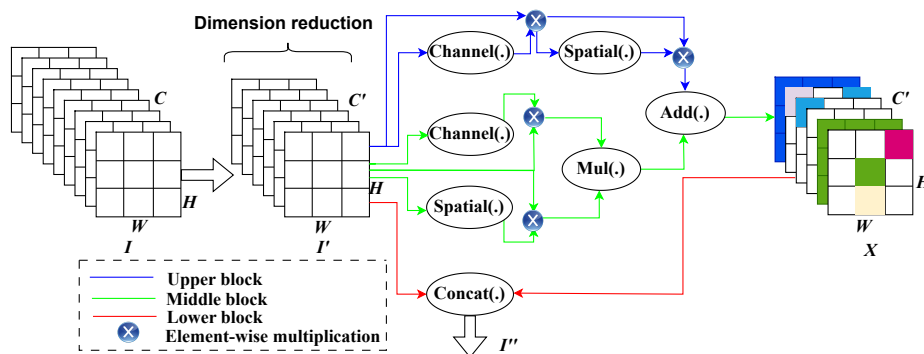 Dimension reduction
Channel(.)
Spatial(.)
C
C'
C'
Channel(.)
Add(.)
Mul(.)
H
H
H
Spatial(.)
W
W
W
I
I'
X
Upper block
Middle block
Lower block
Element-wise multiplication
Concat(.)
I''